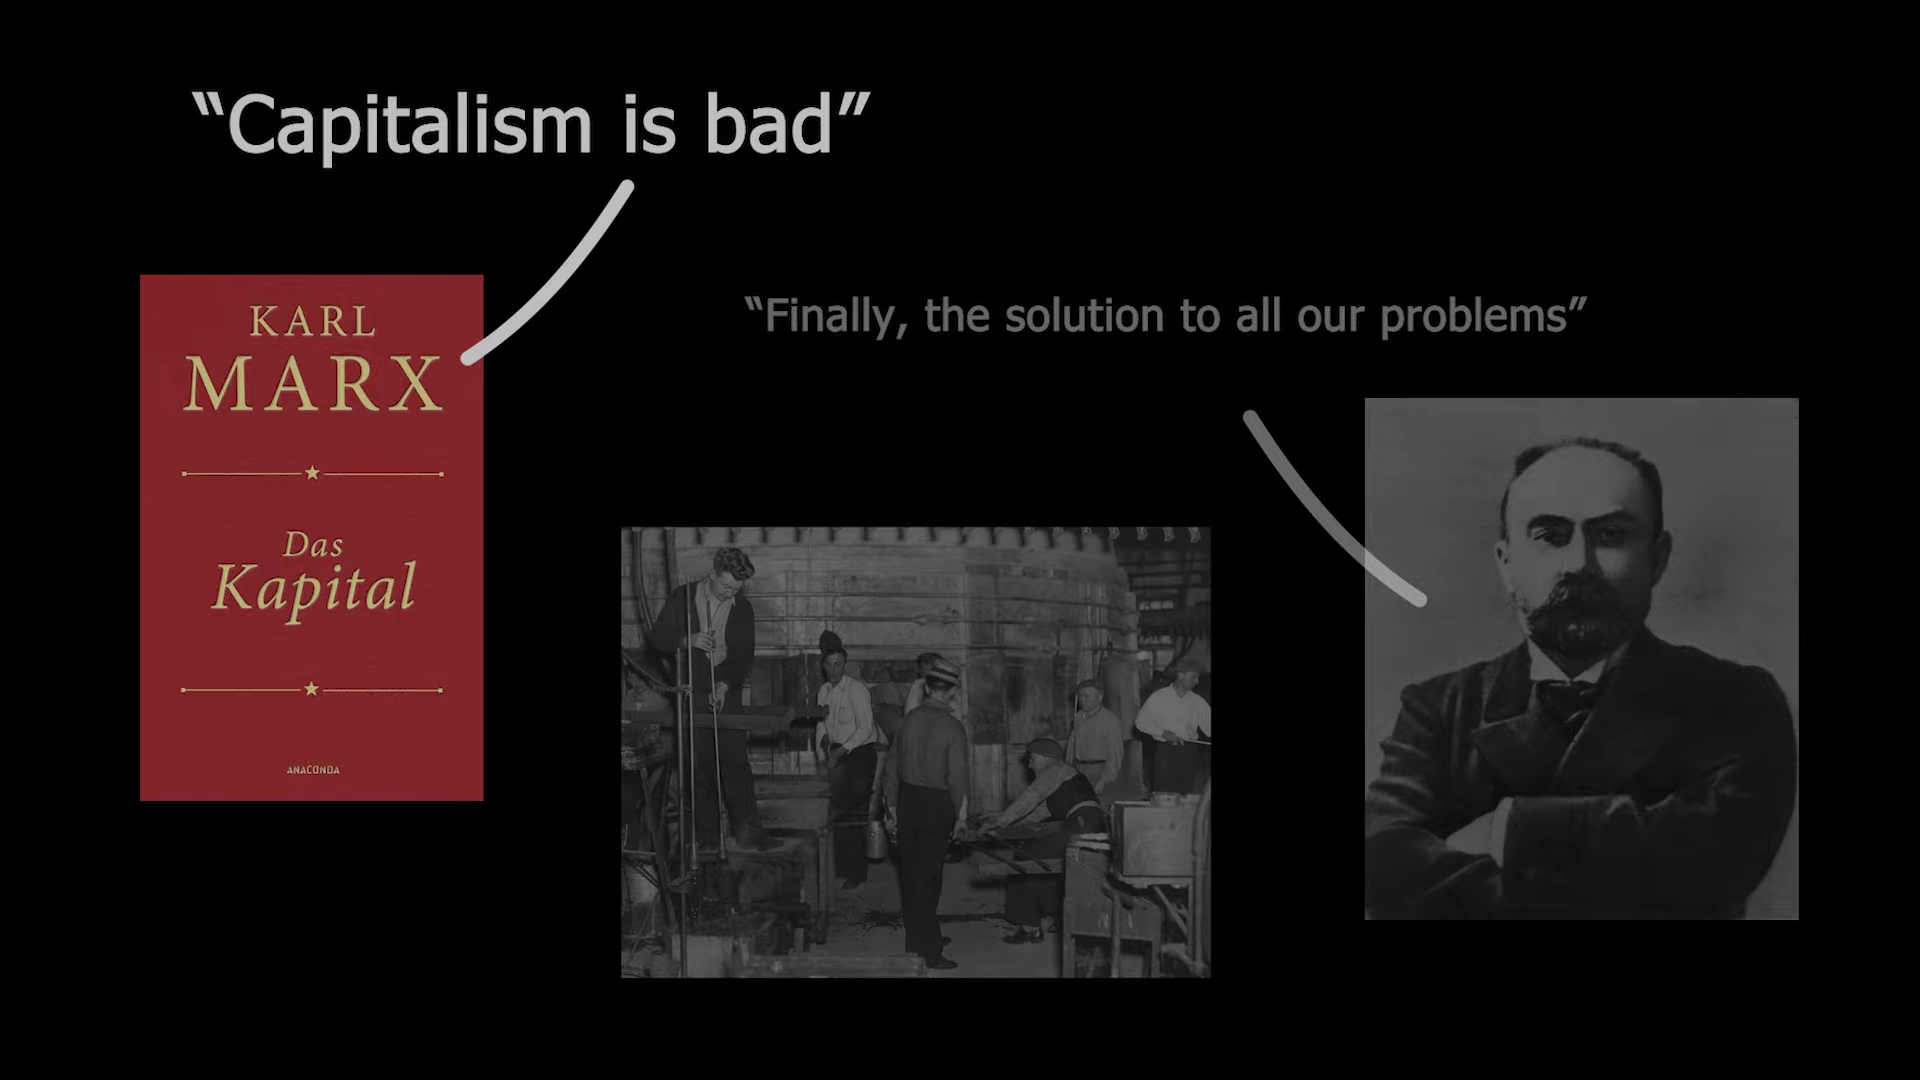 “Capitalism is bad”
“Finally, the solution to all our problems”
KARL
MARX
Das
Kapital
ANACONDA